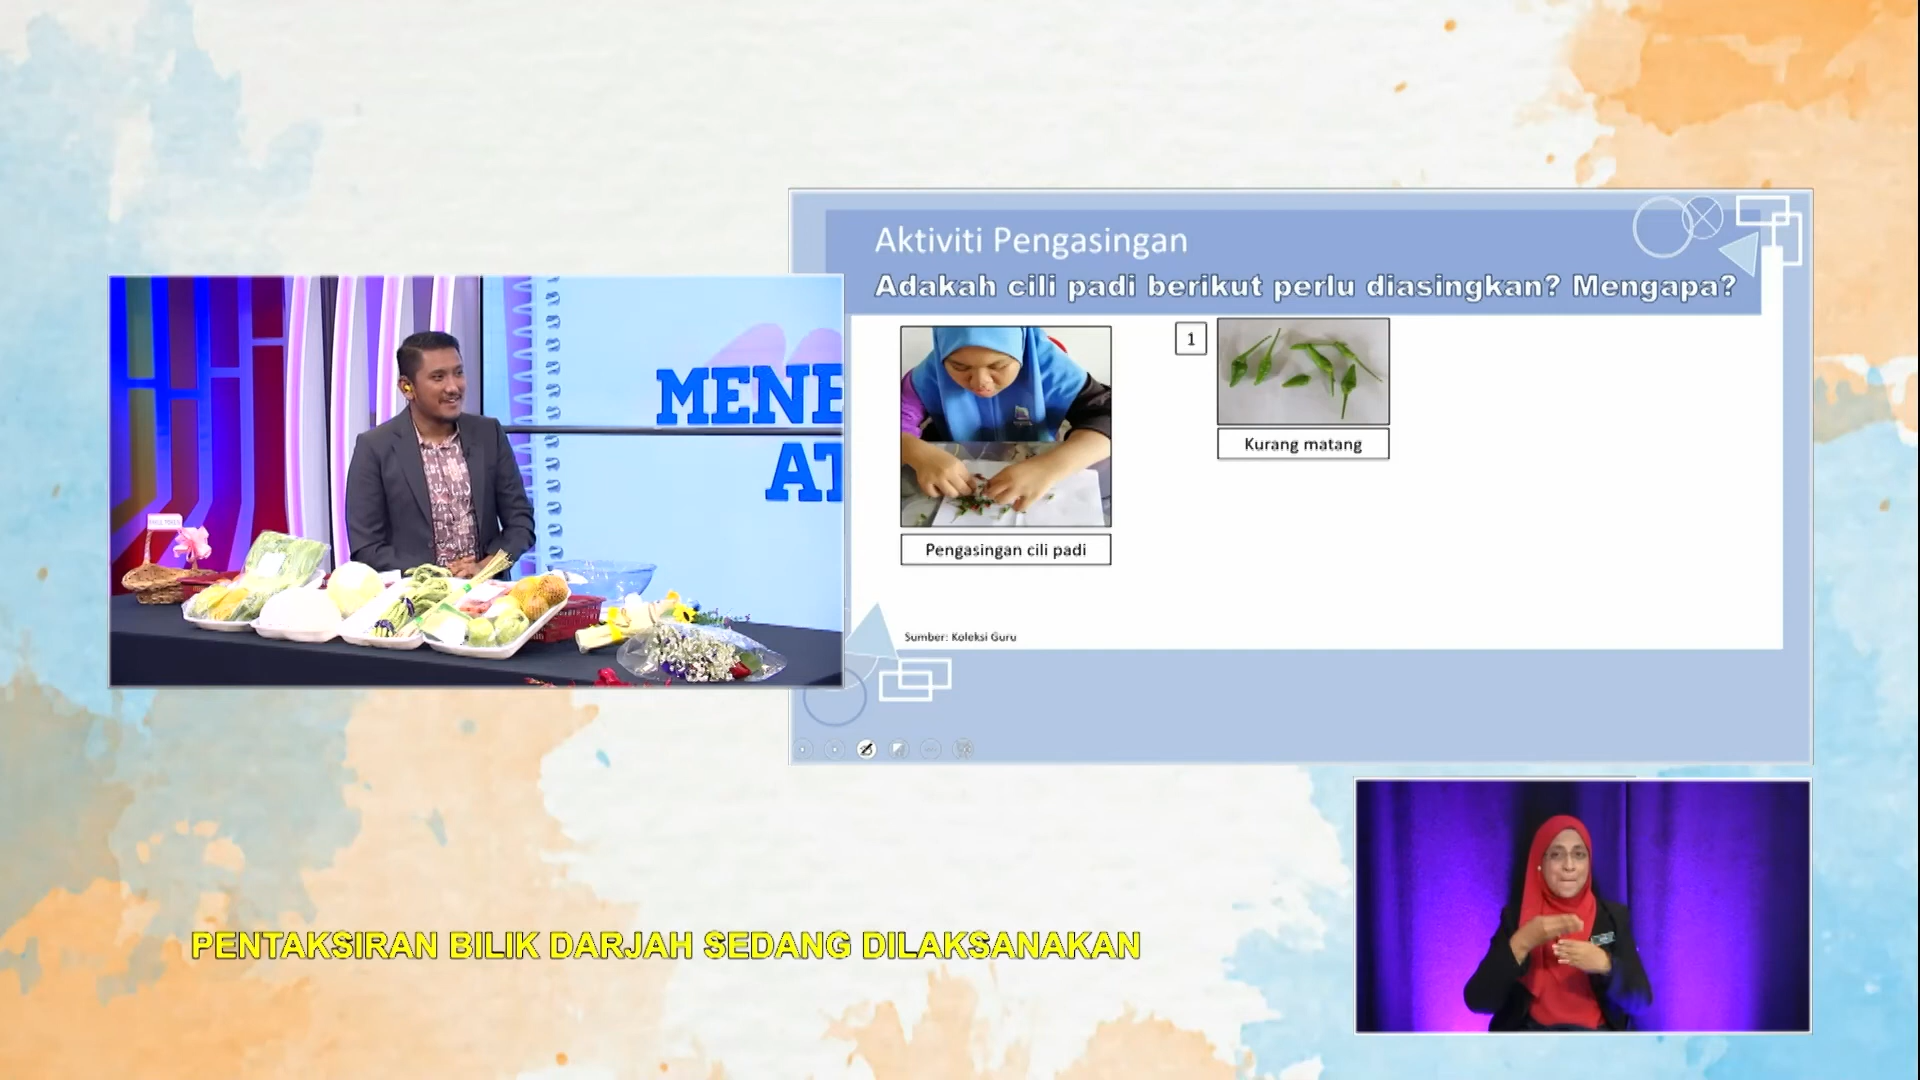 MENE
AT
Aktiviti Pengasingan
Adakah cili padi berikut perlu diasingkan? Mengapa?
1
Kurang matang
Pengasingan cili padi
Sumber: Koleksi Guru
PENTAKSIRAN BILIK DARJAH SEDANG DILAKSANAKAN